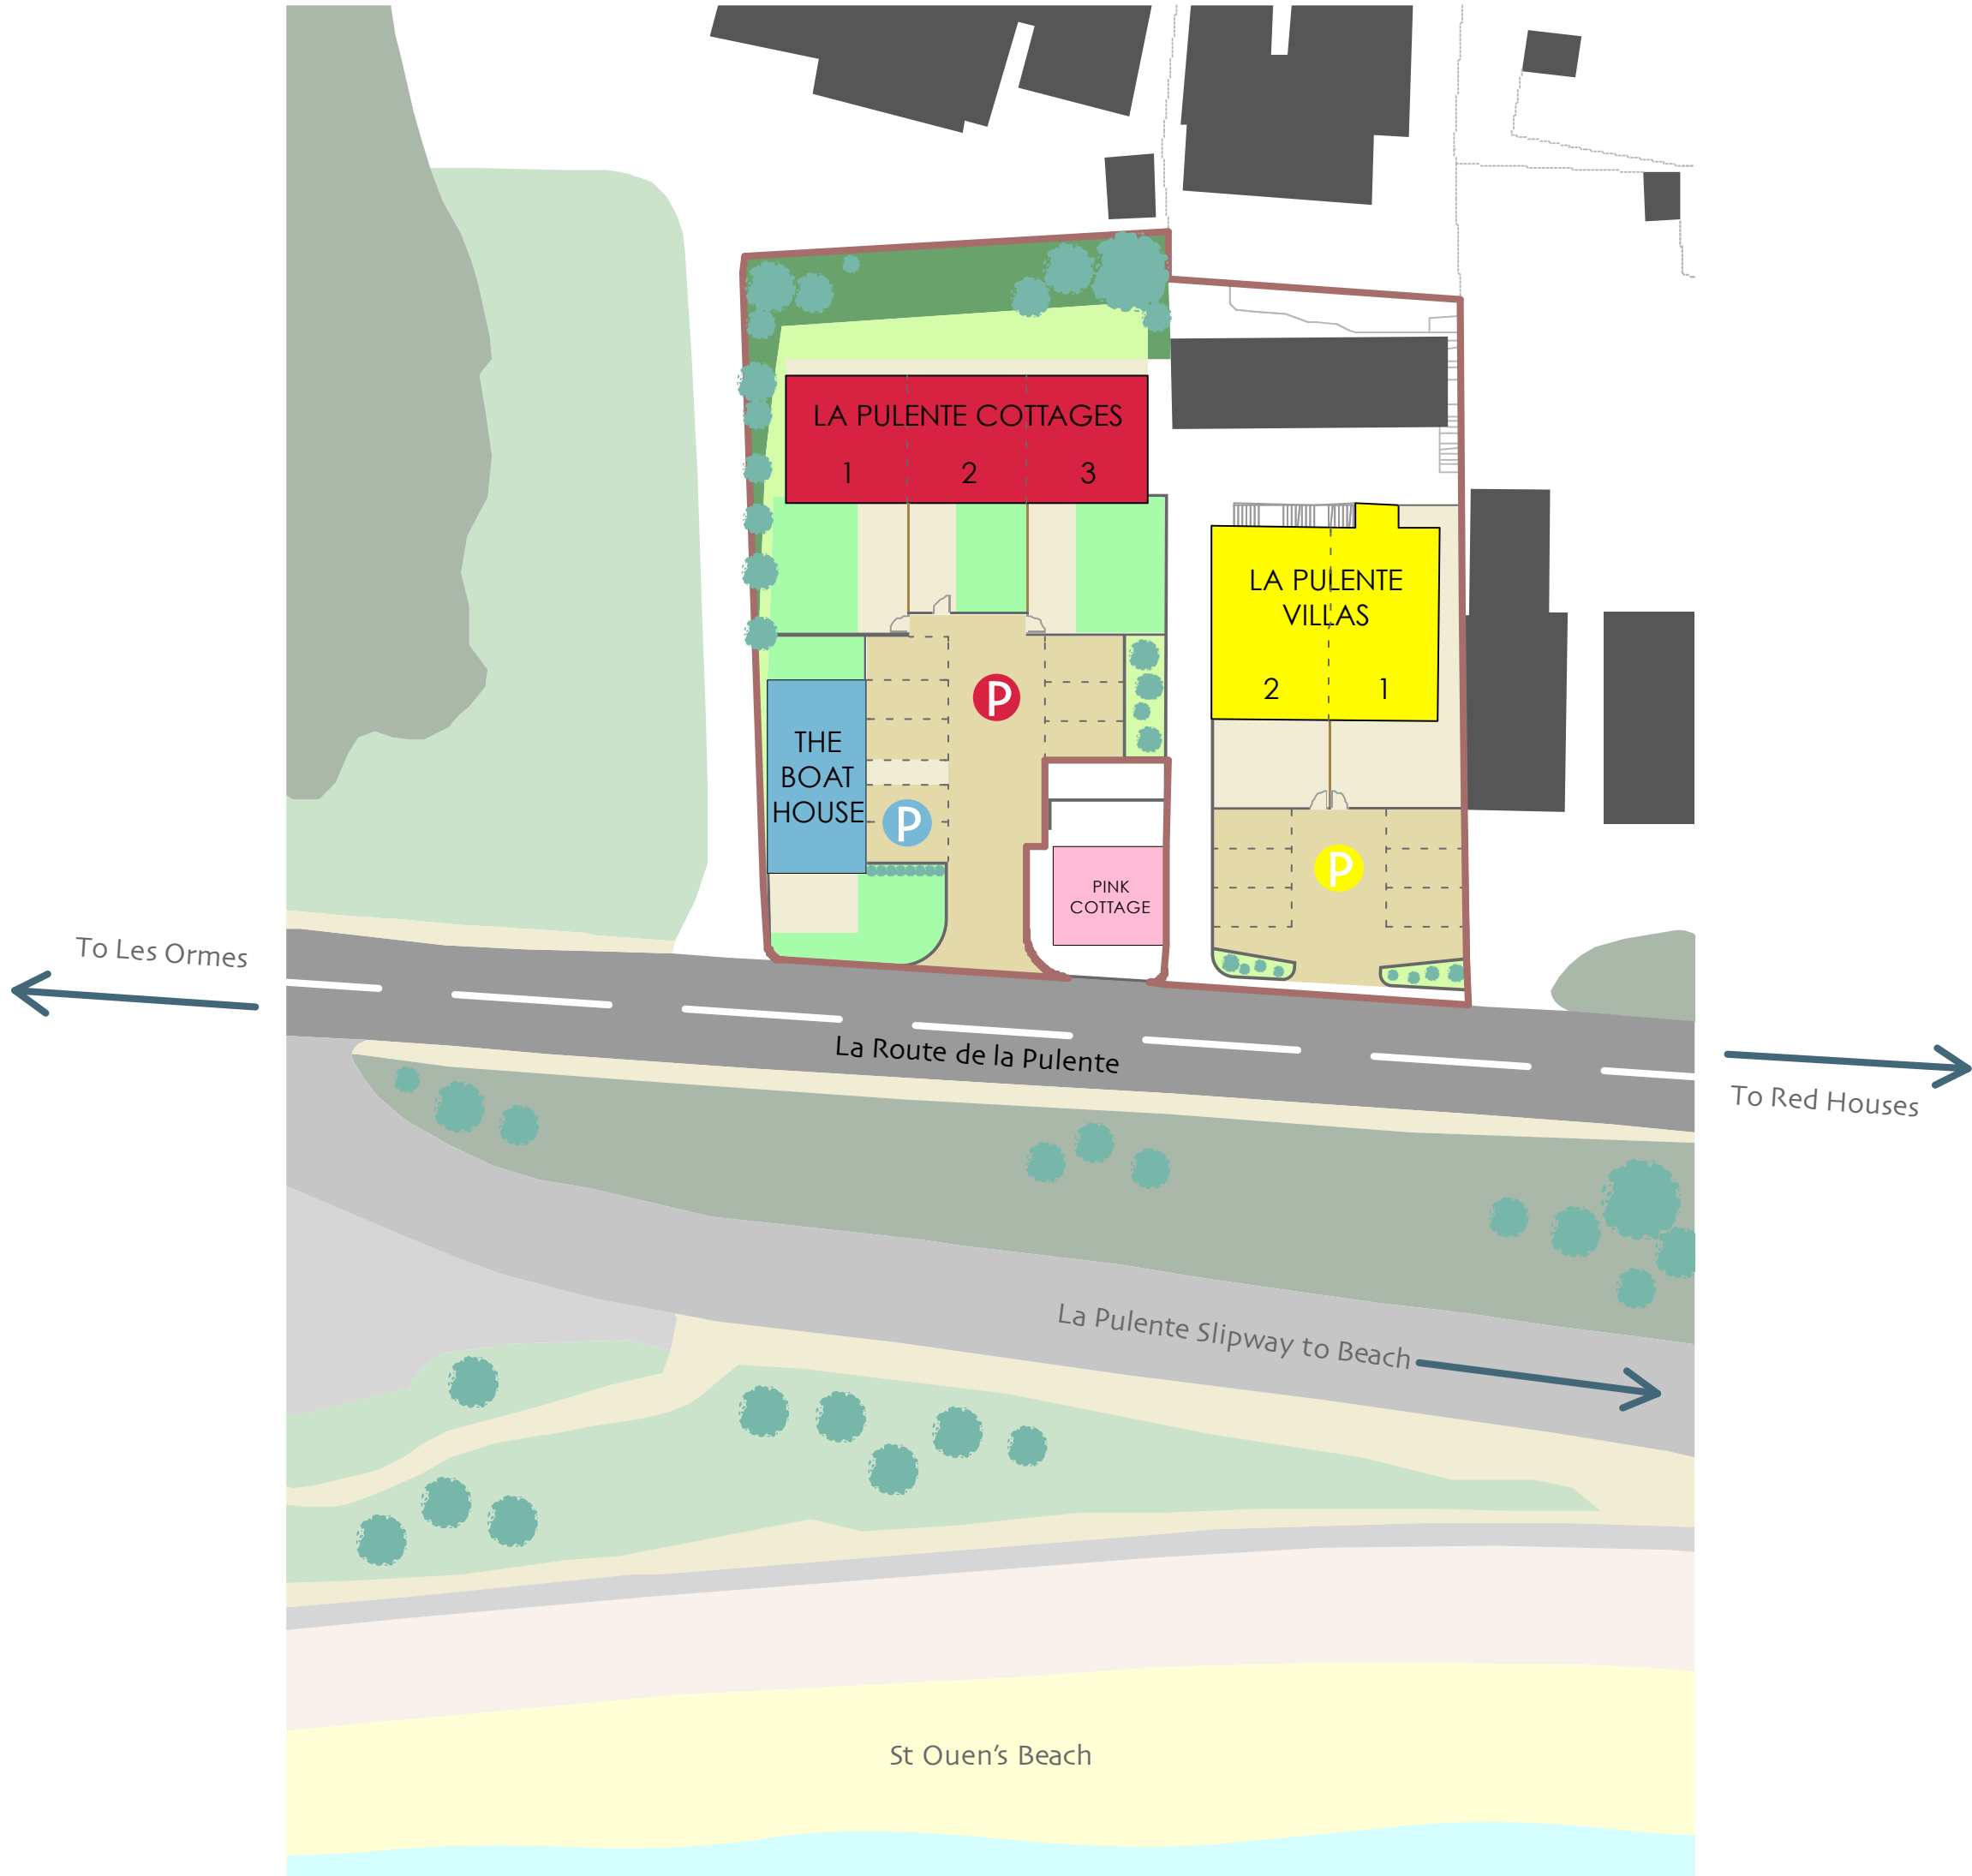 LA PULENTE COTTAGES
1 2 3
LA PULENTE
VILLAS
2 1
P
THE
BOAT
HOUSE
P
P
PINK
COTTAGE
To Les Ormes
La Route de la Pulente
To Red Houses
La Pulente Slipway to Beach
St Ouen's Beach